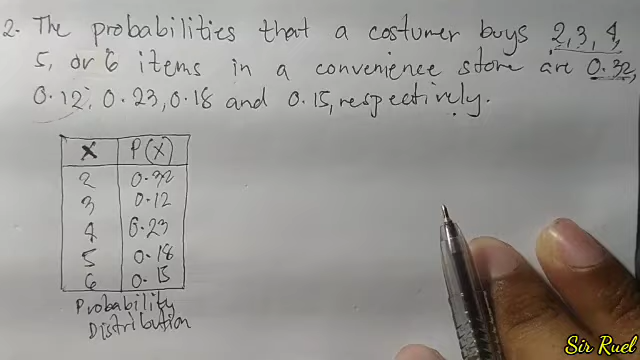 2. The probabilities that a costumer buys 2, 3, 4,
5, or 6 items in a convenience store are 0.32,
0.12, 0.23, 0.18 and 0.15, respectively.
X P(X)
2 0.32
3 0.12
4 0.23
5 0.18
6 0.15
Probability
Distribution
Sir Ruel